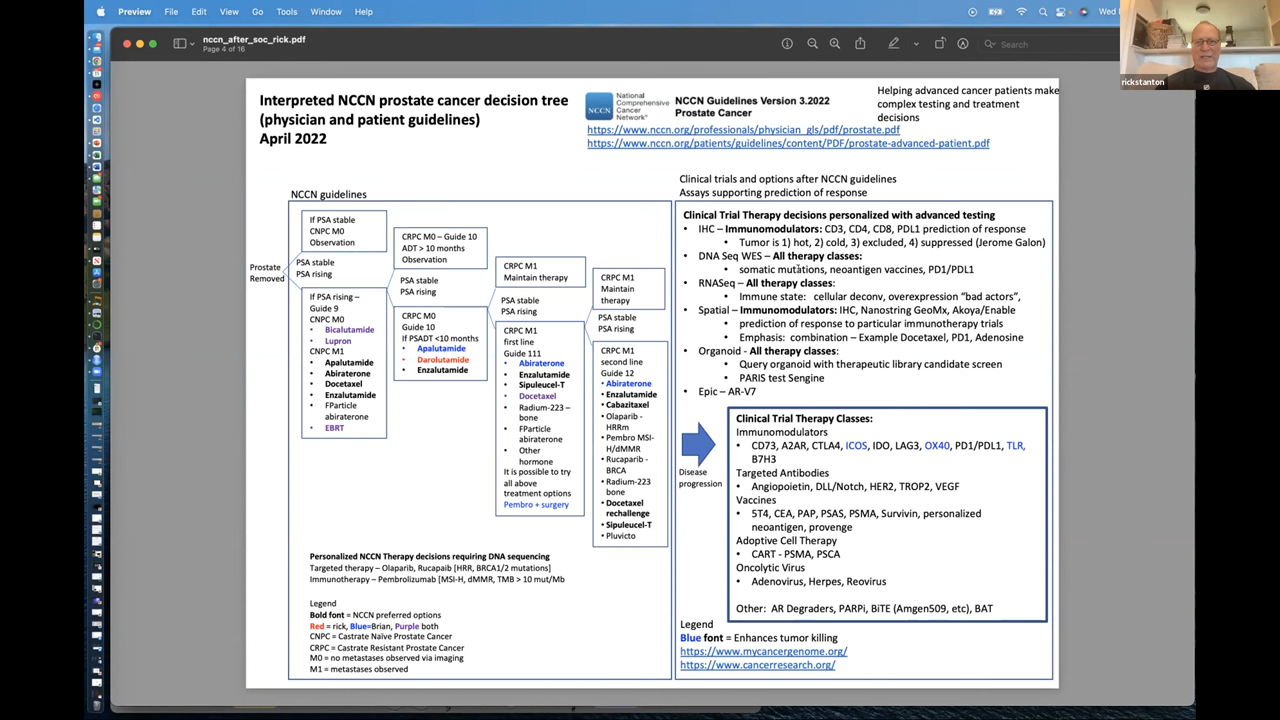 Preview File Edit View Go Tools Window Help
Wed
nccn_after_soc_rick.pdf
Page 4 of 16
Search
rickstanton
Interpreted NCCN prostate cancer decision tree
(physician and patient guidelines)
April 2022
NCCN
National
Comprehensive
Cancer
Network®
NCCN Guidelines Version 3.2022
Prostate Cancer
https://www.nccn.org/professionals/physician_gls/pdf/prostate.pdf
https://www.nccn.org/patients/guidelines/content/PDF/prostate-advanced-patient.pdf
Helping advanced cancer patients make
complex testing and treatment
decisions
NCCN guidelines
Prostate
Removed
If PSA stable
CNPC M0
Observation
PSA stable
PSA rising
If PSA rising –
Guide 9
CNPC M0
• Bicalutamide
• Lupron
CNPC M1
• Apalutamide
• Abiraterone
• Docetaxel
• Enzalutamide
• FParticle
abiraterone
• EBRT
CRPC M0 – Guide 10
ADT > 10 months
Observation
PSA stable
PSA rising
CRPC M0
Guide 10
If PSADT <10 months
• Apalutamide
• Darolutamide
• Enzalutamide
CRPC M1
Maintain therapy
PSA stable
PSA rising
CRPC M1
first line
Guide 111
• Abiraterone
• Enzalutamide
• Sipuleucel-T
• Docetaxel
• Radium-223 –
bone
• FParticle
abiraterone
• Other
hormone
It is possible to try
all above
treatment options
Pembro + surgery
CRPC M1
Maintain
therapy
PSA stable
PSA rising
CRPC M1
second line
Guide 12
• Abiraterone
• Enzalutamide
• Cabazitaxel
• Olaparib -
HRRm
• Pembro MSI-
H/dMMR
• Rucaparib -
BRCA
• Radium-223
bone
• Docetaxel
rechallenge
• Sipuleucel-T
• Pluvicto
Personalized NCCN Therapy decisions requiring DNA sequencing
Targeted therapy – Olaparib, Rucapaib [HRR, BRCA1/2 mutations]
Immunotherapy – Pembrolizumab [MSI-H, dMMR, TMB > 10 mut/Mb
Legend
Bold font = NCCN preferred options
Red = rick, Blue=Brian, Purple both
CNPC = Castrate Naïve Prostate Cancer
CRPC = Castrate Resistant Prostate Cancer
M0 = no metastases observed via imaging
M1 = metastases observed
Clinical trials and options after NCCN guidelines
Assays supporting prediction of response
Clinical Trial Therapy decisions personalized with advanced testing
• IHC – Immunomodulators: CD3, CD4, CD8, PDL1 prediction of response
• Tumor is 1) hot, 2) cold, 3) excluded, 4) suppressed (Jerome Galon)
• DNA Seq WES – All therapy classes:
• somatic mutations, neoantigen vaccines, PD1/PDL1
• RNASeq – All therapy classes:
• Immune state: cellular deconv, overexpression “bad actors”,
• Spatial – Immunomodulators: IHC, Nanostring GeoMx, Akoya/Enable
• prediction of response to particular immunotherapy trials
• Emphasis: combination – Example Docetaxel, PD1, Adenosine
• Organoid - All therapy classes:
• Query organoid with therapeutic library candidate screen
• PARIS test Sengine
• Epic – AR-V7
Disease
progression
Clinical Trial Therapy Classes:
Immunomodulators
• CD73, A2AR, CTLA4, ICOS, IDO, LAG3, OX40, PD1/PDL1, TLR,
B7H3
Targeted Antibodies
• Angiopoietin, DLL/Notch, HER2, TROP2, VEGF
Vaccines
• 5T4, CEA, PAP, PSAS, PSMA, Survivin, personalized
neoantigen, provenge
Adoptive Cell Therapy
• CART - PSMA, PSCA
Oncolytic Virus
• Adenovirus, Herpes, Reovirus
Other: AR Degraders, PARPi, BiTE (Amgen509, etc), BAT
Legend
Blue font = Enhances tumor killing
https://www.mycancergenome.org/
https://www.cancerresearch.org/